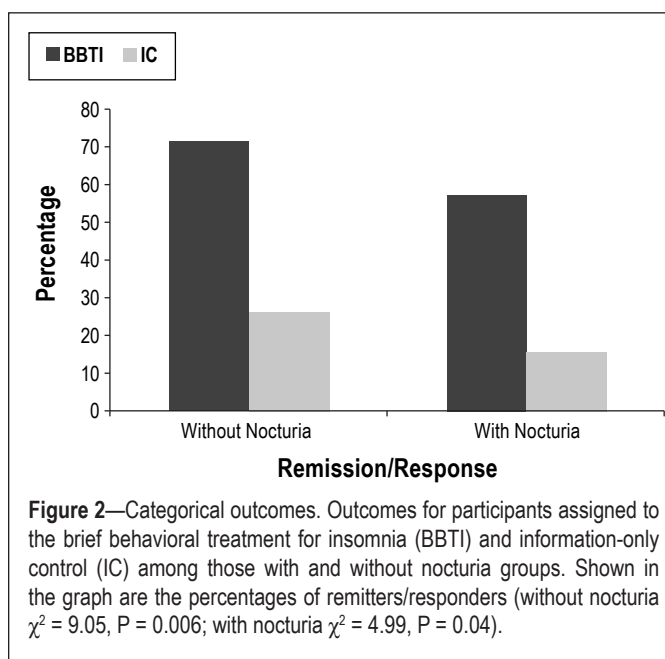 BBTI IC
80
70
60
50
40
30
20
10
0
Percentage
Without Nocturia With Nocturia
Remission/Response
Figure 2—Categorical outcomes. Outcomes for participants assigned to
the brief behavioral treatment for insomnia (BBTI) and information-only
control (IC) among those with and without nocturia groups. Shown in
the graph are the percentages of remitters/responders (without nocturia
χ² = 9.05, P = 0.006; with nocturia χ² = 4.99, P = 0.04).